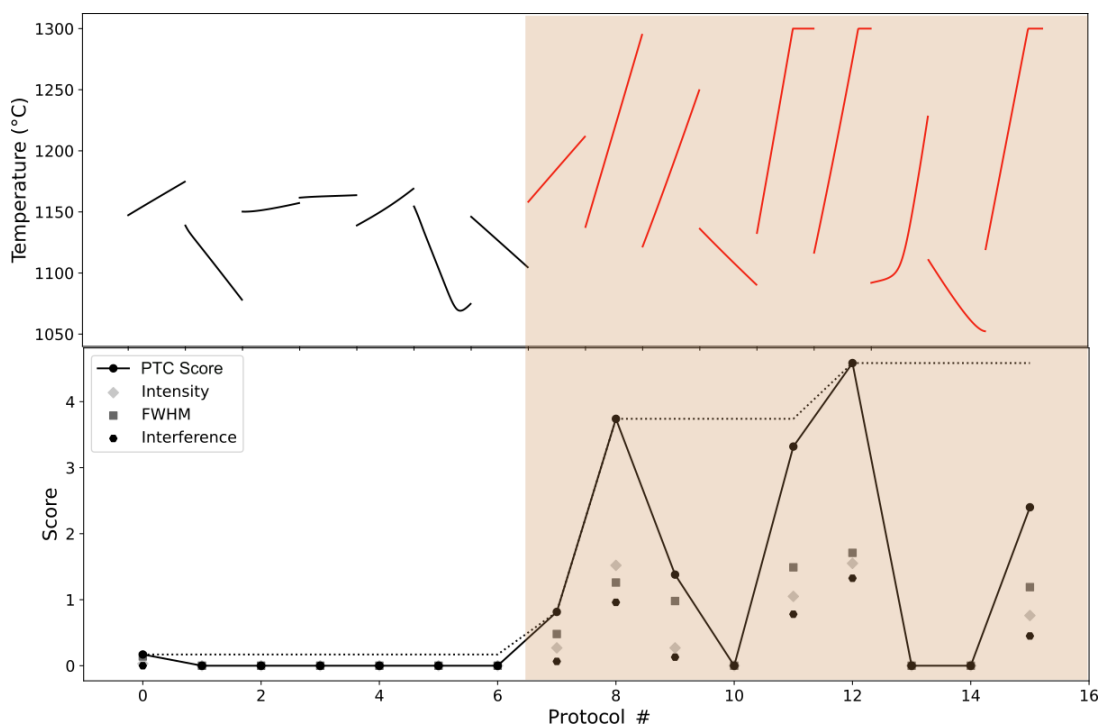 Temperature (°C)
1300
1250
1200
1150
1100
1050
Score
4
3
2
1
0
PTC Score
Intensity
FWHM
Interference
0 2 4 6 8 10 12 14 16
Protocol #